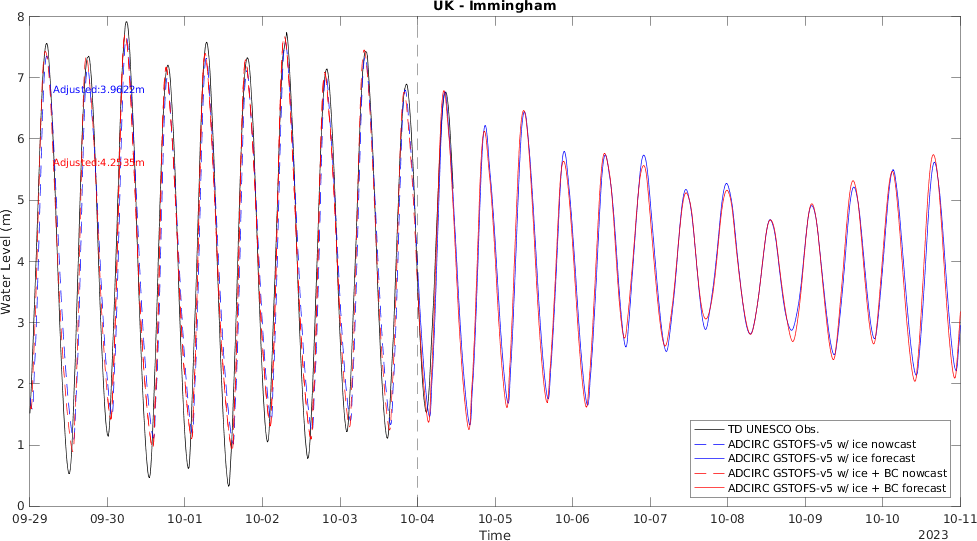 UK - Immingham
8
7
6
5
4
3
2
1
0
Water Level (m)
Adjusted:3.9622m
Adjusted:4.2535m
TD UNESCO Obs.
ADCIRC GSTOFS-v5 w/ ice nowcast
ADCIRC GSTOFS-v5 w/ ice forecast
ADCIRC GSTOFS-v5 w/ ice + BC nowcast
ADCIRC GSTOFS-v5 w/ ice + BC forecast
09-29 09-30 10-01 10-02 10-03 10-04 10-05 10-06 10-07 10-08 10-09 10-10 10-11
Time
2023